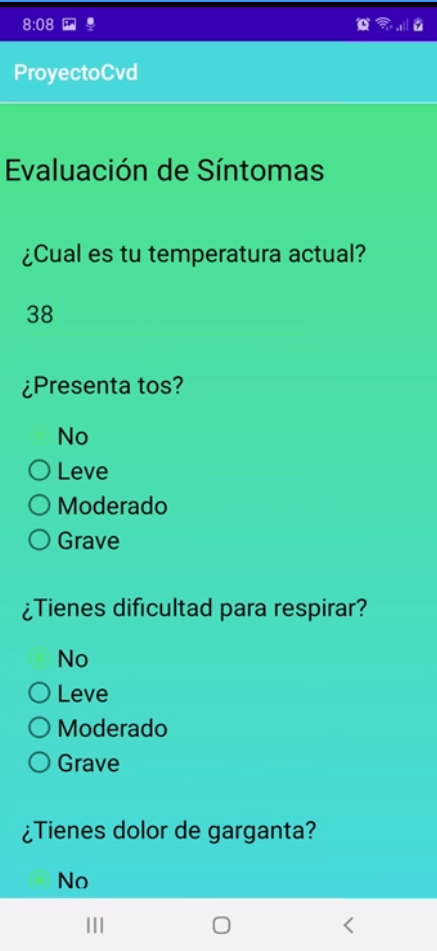 8:08
ProyectoCvd
Evaluación de Síntomas
¿Cual es tu temperatura actual?
38
¿Presenta tos?
No
Leve
Moderado
Grave
¿Tienes dificultad para respirar?
No
Leve
Moderado
Grave
¿Tienes dolor de garganta?
No